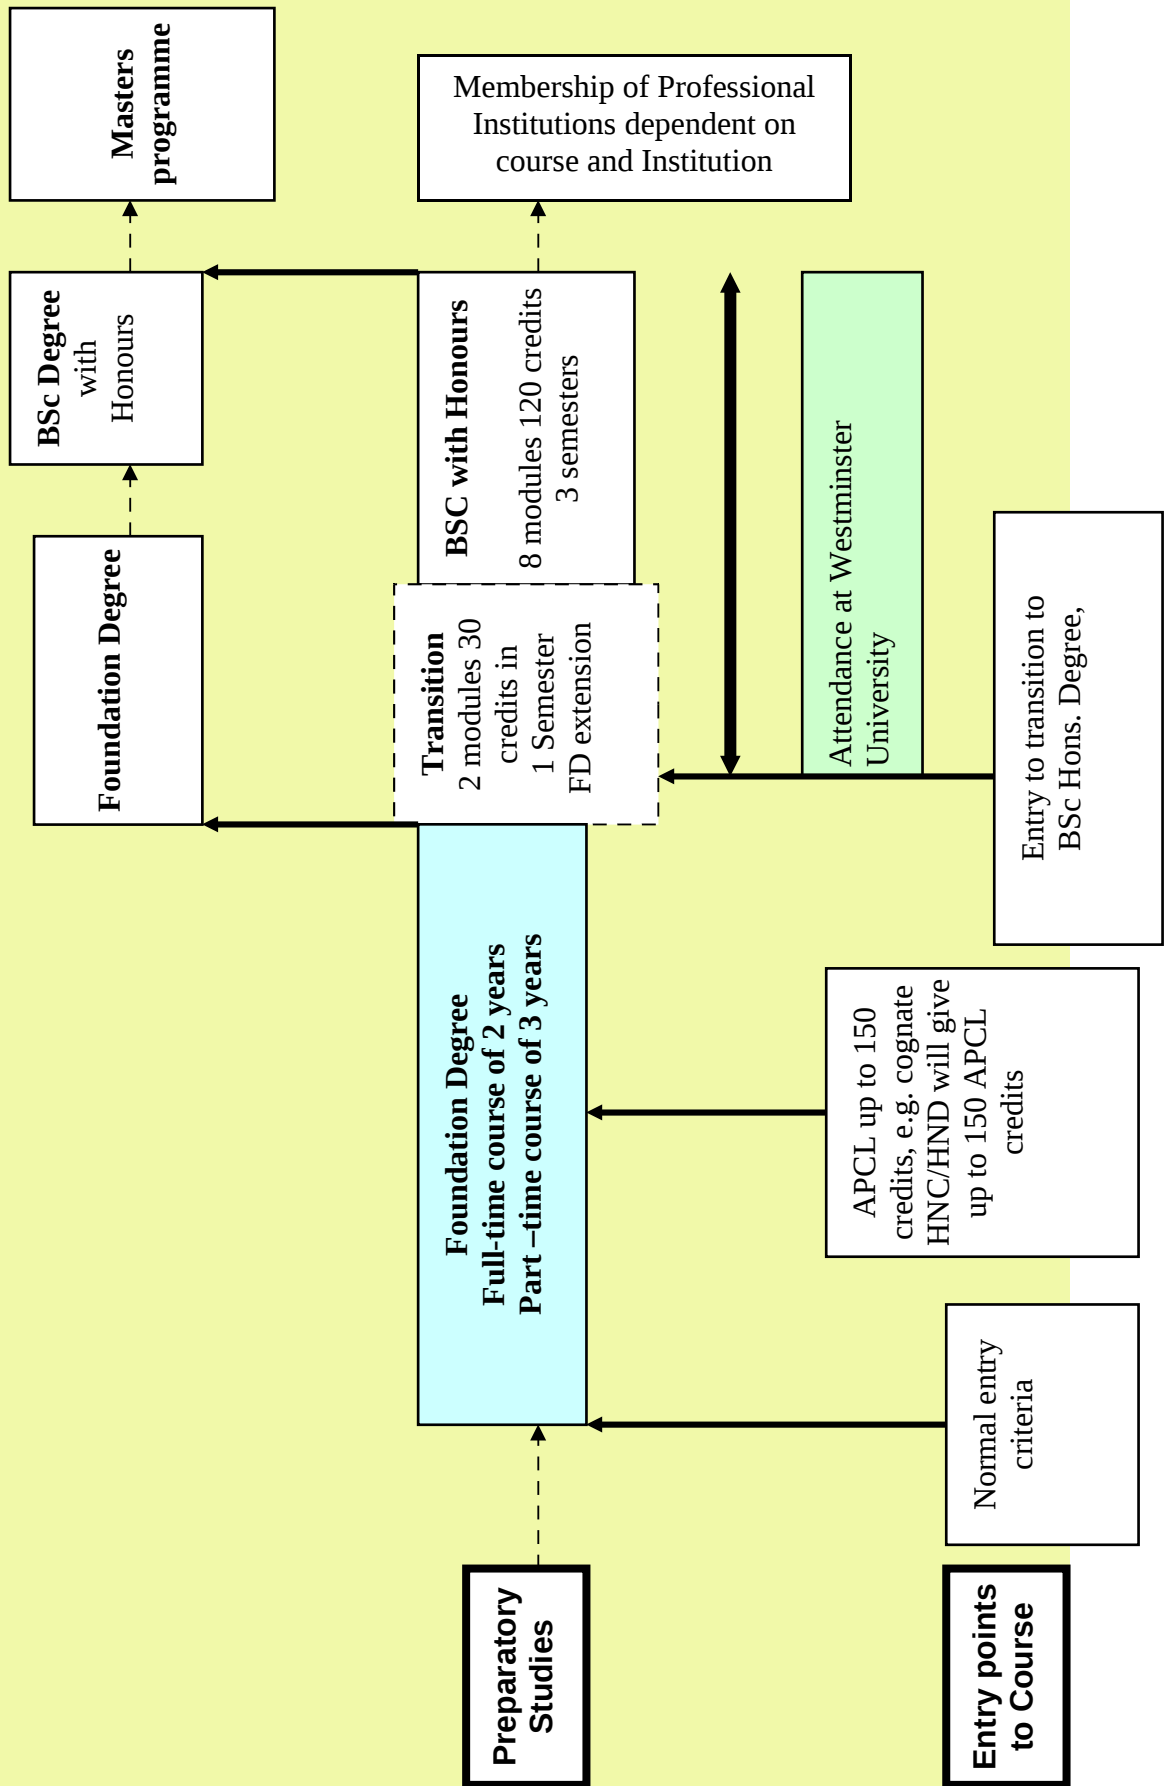 Masters
programme
BSc Degree
with
Honours
Foundation Degree
Membership of Professional
Institutions dependent on
course and Institution
BSC with Honours
8 modules 120 credits
3 semesters
Transition
2 modules 30
credits in
1 Semester
FD extension
Foundation Degree
Full-time course of 2 years
Part –time course of 3 years
Preparatory
Studies
Attendance at Westminster
University
Entry to transition to
BSc Hons. Degree,
APCL up to 150
credits, e.g. cognate
HNC/HND will give
up to 150 APCL
credits
Normal entry
criteria
Entry points
to Course